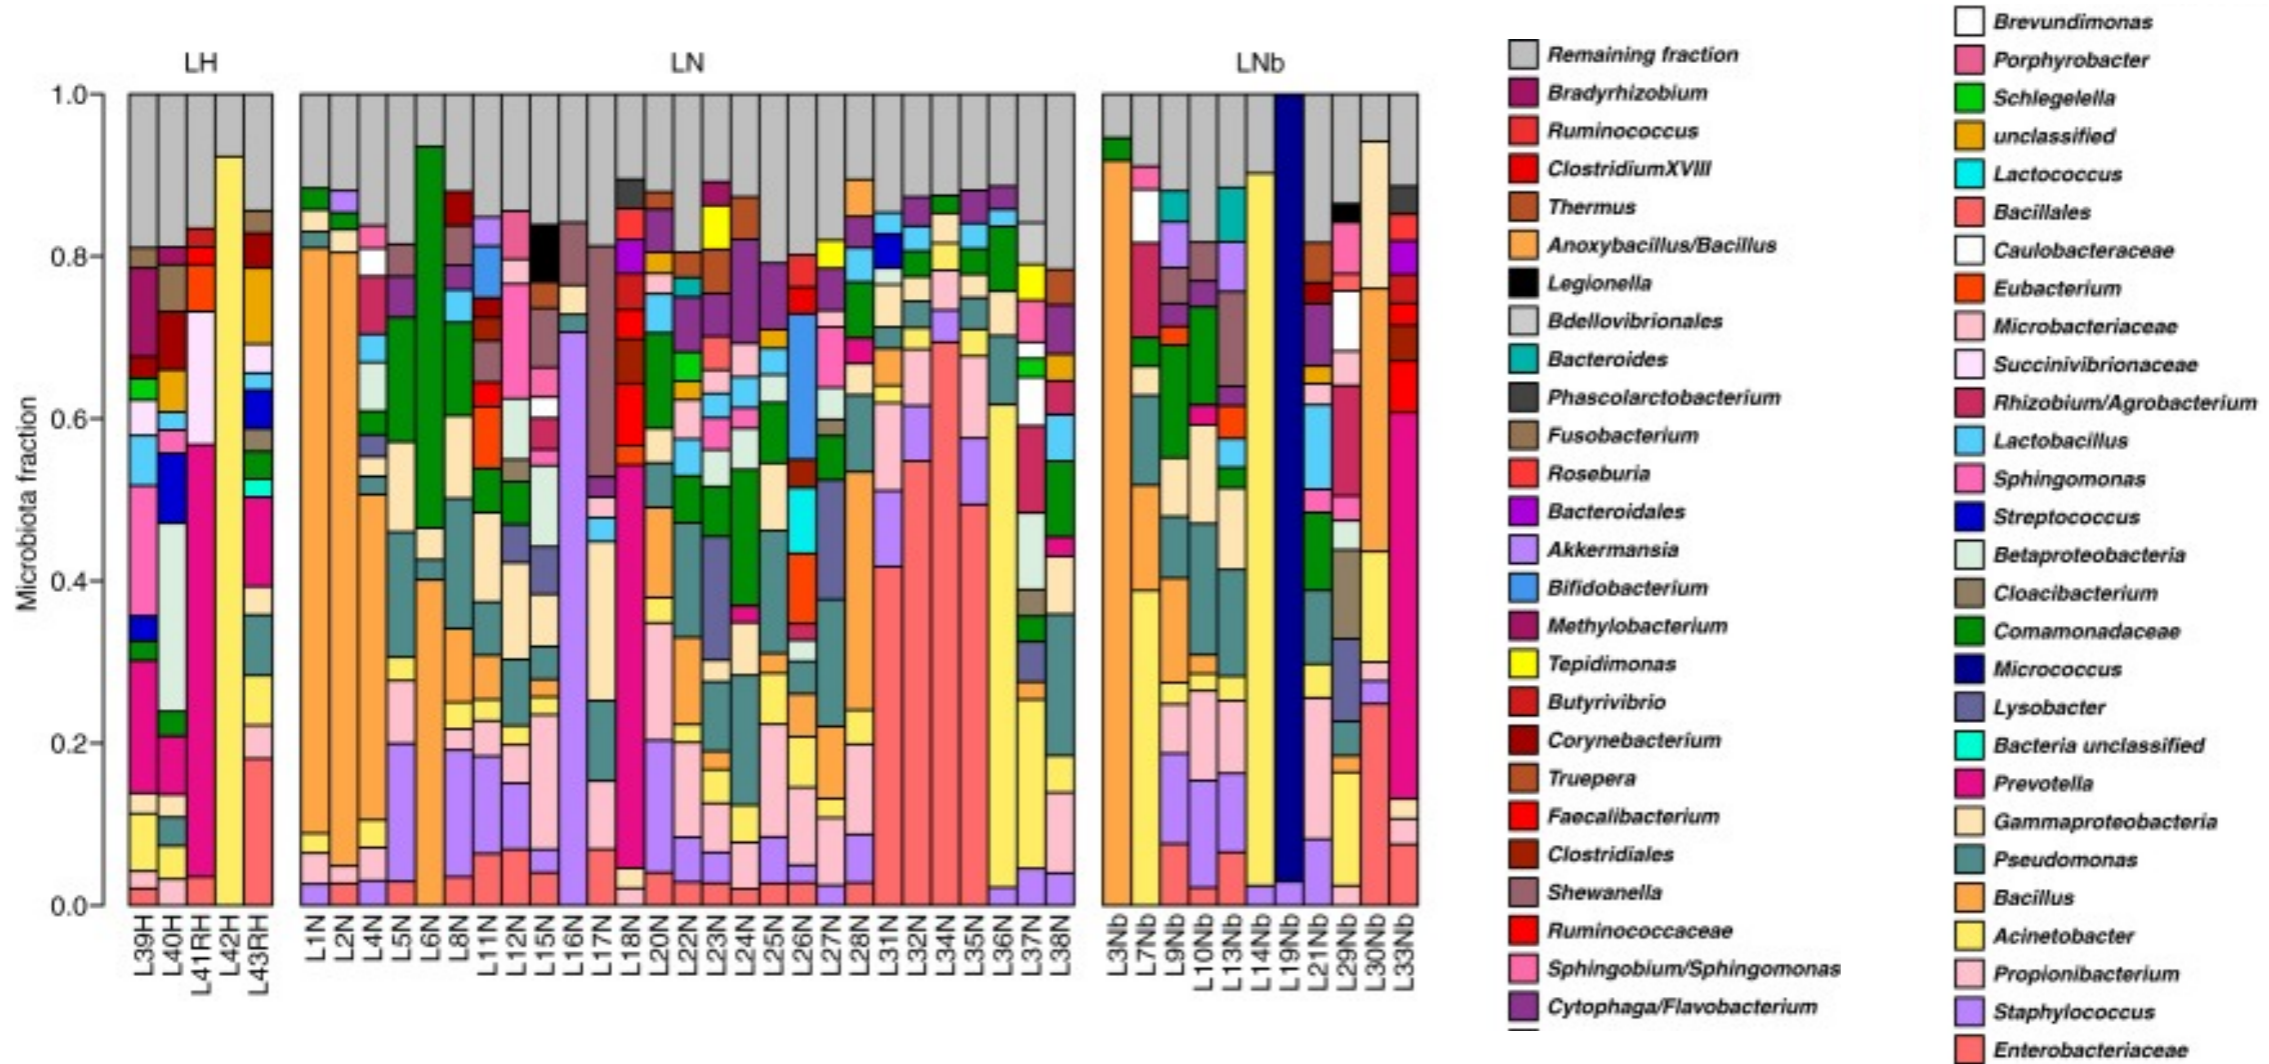 LH
LN
LNb
Microbiota fraction
1.0
0.8
0.6
0.4
0.2
0.0
L39H
L40H
L41RH
L42H
L43RH
L1N
L2N
L4N
L5N
L6N
L8N
L11N
L12N
L15N
L16N
L17N
L18N
L20N
L22N
L23N
L24N
L25N
L26N
L27N
L28N
L31N
L32N
L34N
L35N
L36N
L37N
L38N
L3Nb
L7Nb
L9Nb
L10Nb
L13Nb
L14Nb
L19Nb
L21Nb
L29Nb
L30Nb
L33Nb
Remaining fraction
Bradyrhizobium
Ruminococcus
ClostridiumXVIII
Thermus
Anoxybacillus/Bacillus
Legionella
Bdellovibrionales
Bacteroides
Phascolarctobacterium
Fusobacterium
Roseburia
Bacteroidales
Akkermansia
Bifidobacterium
Methylobacterium
Tepidimonas
Butyrivibrio
Corynebacterium
Truepera
Faecalibacterium
Clostridiales
Shewanella
Ruminococcaceae
Sphingobium/Sphingomonas
Cytophaga/Flavobacterium
Brevundimonas
Porphyrobacter
Schlegelella
unclassified
Lactococcus
Bacillales
Caulobacteraceae
Eubacterium
Microbacteriaceae
Succinivibrionaceae
Rhizobium/Agrobacterium
Lactobacillus
Sphingomonas
Streptococcus
Betaproteobacteria
Cloacibacterium
Comamonadaceae
Micrococcus
Lysobacter
Bacteria unclassified
Prevotella
Gammaproteobacteria
Pseudomonas
Bacillus
Acinetobacter
Propionibacterium
Staphylococcus
Enterobacteriaceae